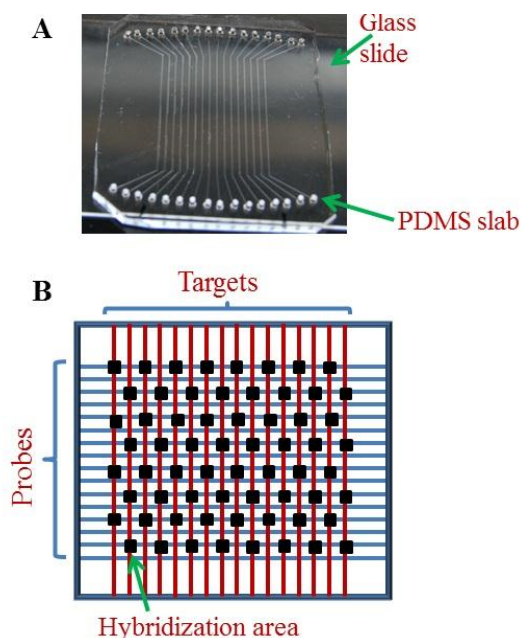 A
Glass
slide
PDMS slab
B
Targets
Probes
Hybridization area